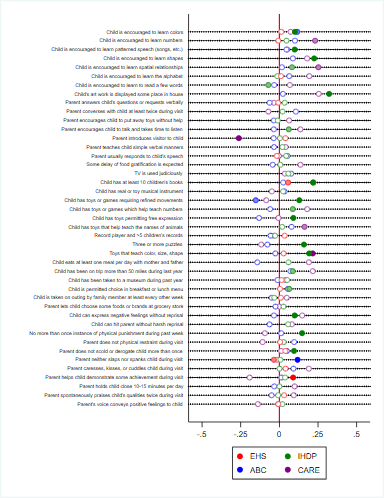 Child is encouraged to learn colors
Child is encouraged to learn numbers
Child is encouraged to learn patterned speech (songs, etc.)
Child is encouraged to learn shapes
Child is encouraged to learn spatial relationships
Child is encouraged to learn the alphabet
Child is encouraged to learn to read a few words
Child's art work is displayed some place in house
Parent answers child's questions or requests verbally
Parent converses with child at least twice during visit
Parent encourages child to put away toys without help
Parent encourages child to talk and takes time to listen
Parent introduces visitor to child
Parent teaches child simple verbal manners
Parent usually responds to child's speech
Some delay of food gratification is expected
TV is used judiciously
Child has at least 10 children's books
Child has real or toy musical instrument
Child has toys or games requiring refined movements
Child has toys or games which help teach numbers
Child has toys permitting free expression
Child has toys that help teach the names of animals
Record player and >5 children's records
Three or more puzzles
Toys that teach color, size, shape
Child eats at least one meal per day with mother and father
Child has been on trip more than 50 miles during last year
Child has been taken to a museum during past year
Child is permitted choice in breakfast or lunch menu
Child is taken on outing by family member at least every other week
Parent lets child choose some foods or brands at grocery store
Child can express negative feelings without reprisal
Child can hit parent without harsh reprisal
No more than once instance of physical punishment during past week
Parent does not physical restraint during visit
Parent does not scold or derogate child more than once
Parent neither slaps nor spanks child during visit
Parent caresses, kisses, or cuddles child during visit
Parent helps child demonstrate some achievement during visit
Parent holds child close 10-15 minutes per day
Parent spontaneously praises child's qualities twice during visit
Parent's voice conveys positive feelings to child
-.5 -.25 0 .25 .5
EHS IHDP
ABC CARE